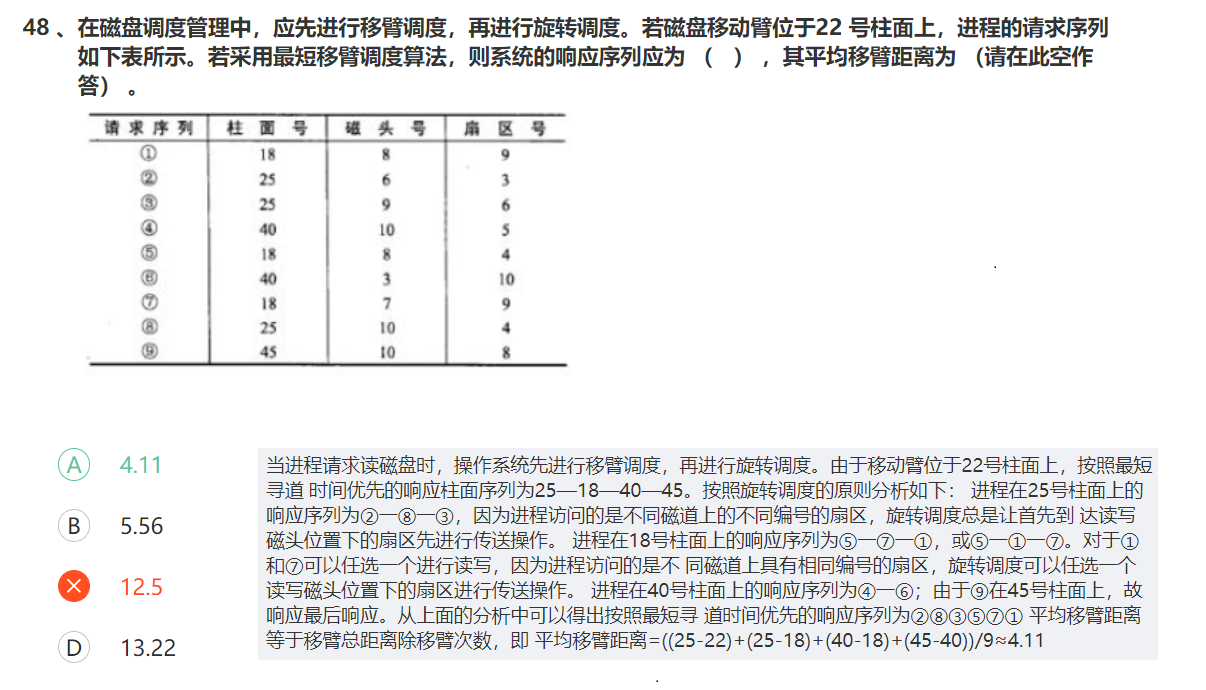 48 、在磁盘调度管理中，应先进行移臂调度，再进行旋转调度。若磁盘移动臂位于22 号柱面上，进程的请求序列
如下表所示。若采用最短移臂调度算法，则系统的响应序列应为 （ ） ，其平均移臂距离为 （请在此空作
答） 。
请 求 序 列 柱 面 号 磁 头 号 扇 区 号
① 18 8 9
② 25 6 3
③ 25 9 6
④ 40 10 5
⑤ 18 8 4
⑥ 40 3 10
⑦ 18 7 9
⑧ 25 10 4
⑨ 45 10 8
A 4.11
B 5.56
12.5
D 13.22
当进程请求读磁盘时，操作系统先进行移臂调度，再进行旋转调度。由于移动臂位于22号柱面上，按照最短
寻道 时间优先的响应柱面序列为25—18—40—45。按照旋转调度的原则分析如下： 进程在25号柱面上的
响应序列为②—⑧—③，因为进程访问的是不同磁道上的不同编号的扇区，旋转调度总是让首先到 达读写
磁头位置下的扇区先进行传送操作。 进程在18号柱面上的响应序列为⑤—⑦—①，或⑤—①—⑦。对于①
和⑦可以任选一个进行读写，因为进程访问的是不 同磁道上具有相同编号的扇区，旋转调度可以任选一个
读写磁头位置下的扇区进行传送操作。 进程在40号柱面上的响应序列为④—⑥；由于⑨在45号柱面上，故
响应最后响应。从上面的分析中可以得出按照最短寻 道时间优先的响应序列为②⑧③⑤⑦① 平均移臂距离
等于移臂总距离除移臂次数，即 平均移臂距离=((25-22)+(25-18)+(40-18)+(45-40))/9≈4.11